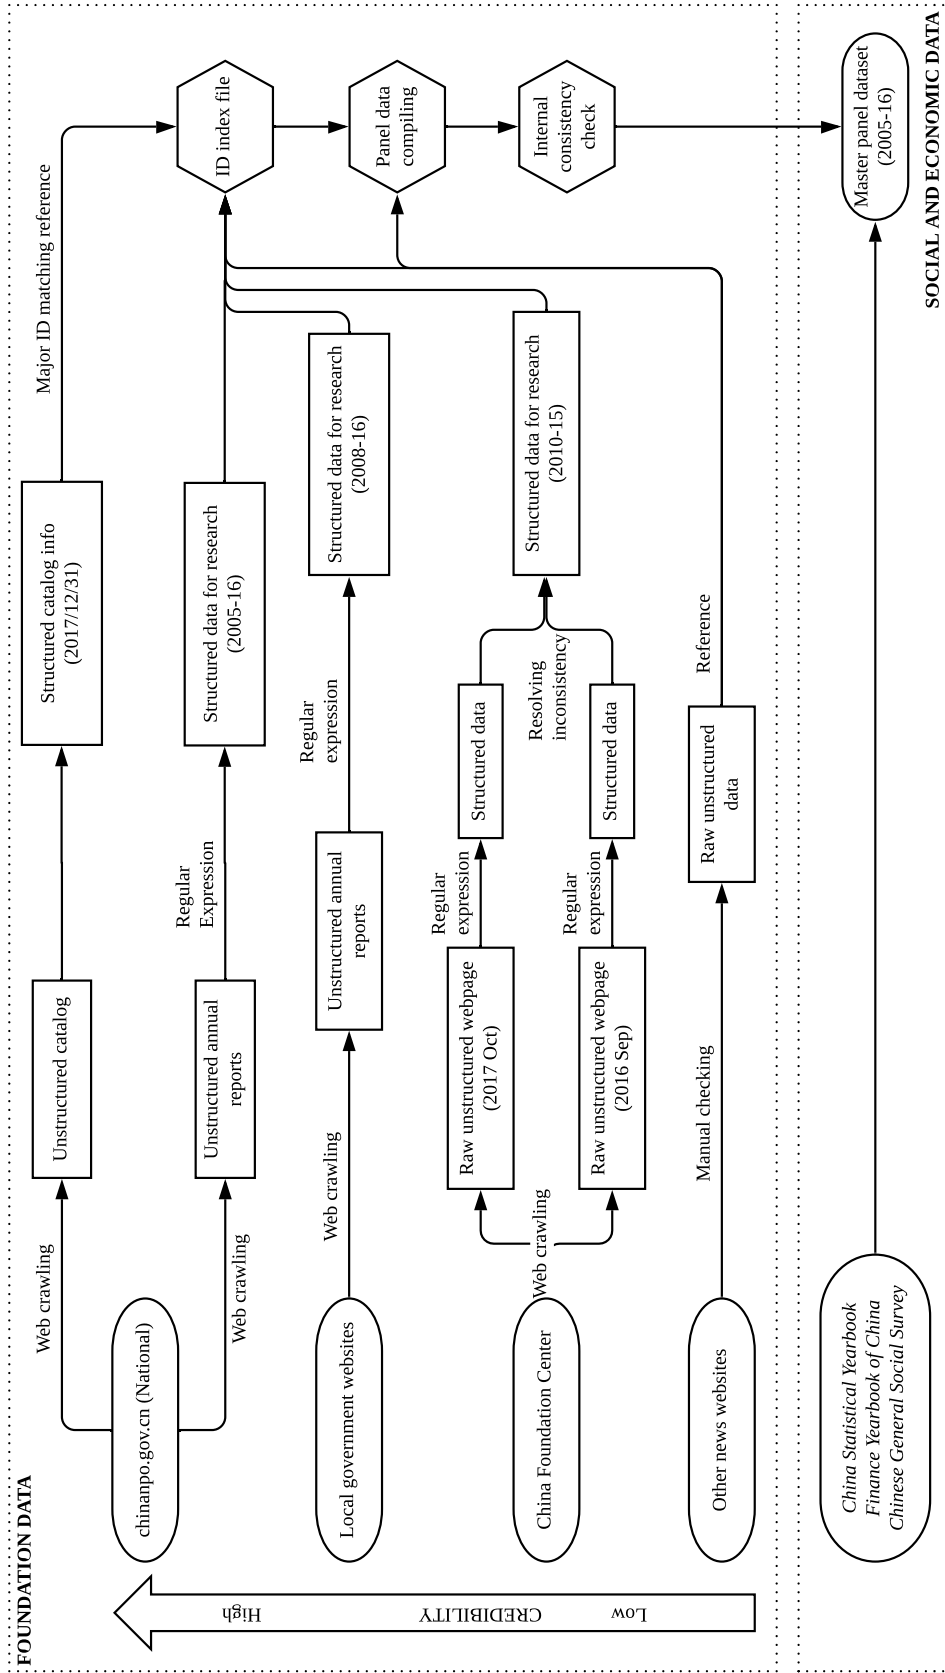 FOUNDATION DATA
High
CREDIBILITY
Low
chinanpo.gov.cn (National)
Web crawling
Unstructured catalog
Structured catalog info
(2017/12/31)
Major ID matching reference
ID index file
Web crawling
Unstructured annual
reports
Regular
Expression
Structured data for research
(2005-16)
Local government websites
Web crawling
Unstructured annual
reports
Regular
expression
Structured data for research
(2008-16)
Panel data
compiling
China Foundation Center
Web crawling
Raw unstructured webpage
(2017 Oct)
Regular
expression
Structured data
Raw unstructured webpage
(2016 Sep)
Regular
expression
Structured data
Resolving
inconsistency
Structured data for research
(2010-15)
Internal
consistency
check
Other news websites
Manual checking
Raw unstructured
data
Reference
China Statistical Yearbook
Finance Yearbook of China
Chinese General Social Survey
Master panel dataset
(2005-16)
SOCIAL AND ECONOMIC DATA